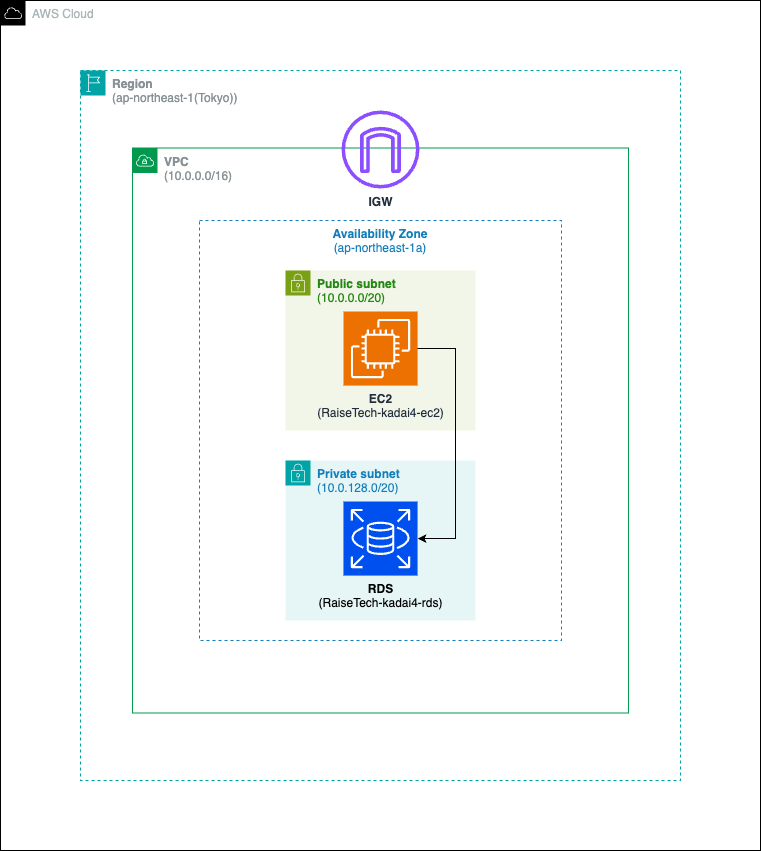 AWS Cloud
Region
(ap-northeast-1(Tokyo))
VPC
(10.0.0.0/16)
IGW
Availability Zone
(ap-northeast-1a)
Public subnet
(10.0.0.0/20)
EC2
(RaiseTech-kadai4-ec2)
Private subnet
(10.0.128.0/20)
RDS
(RaiseTech-kadai4-rds)